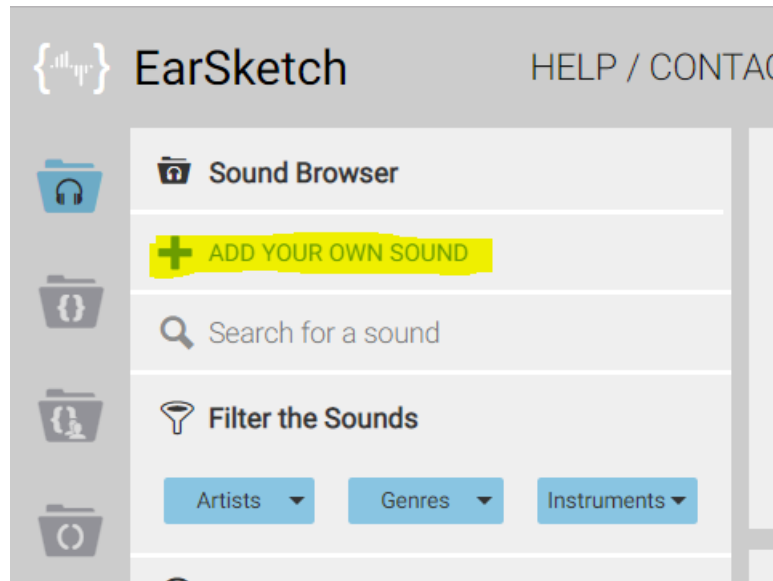 EarSketch
HELP / CONTAC
Sound Browser
ADD YOUR OWN SOUND
Search for a sound
Filter the Sounds
Artists Genres Instruments